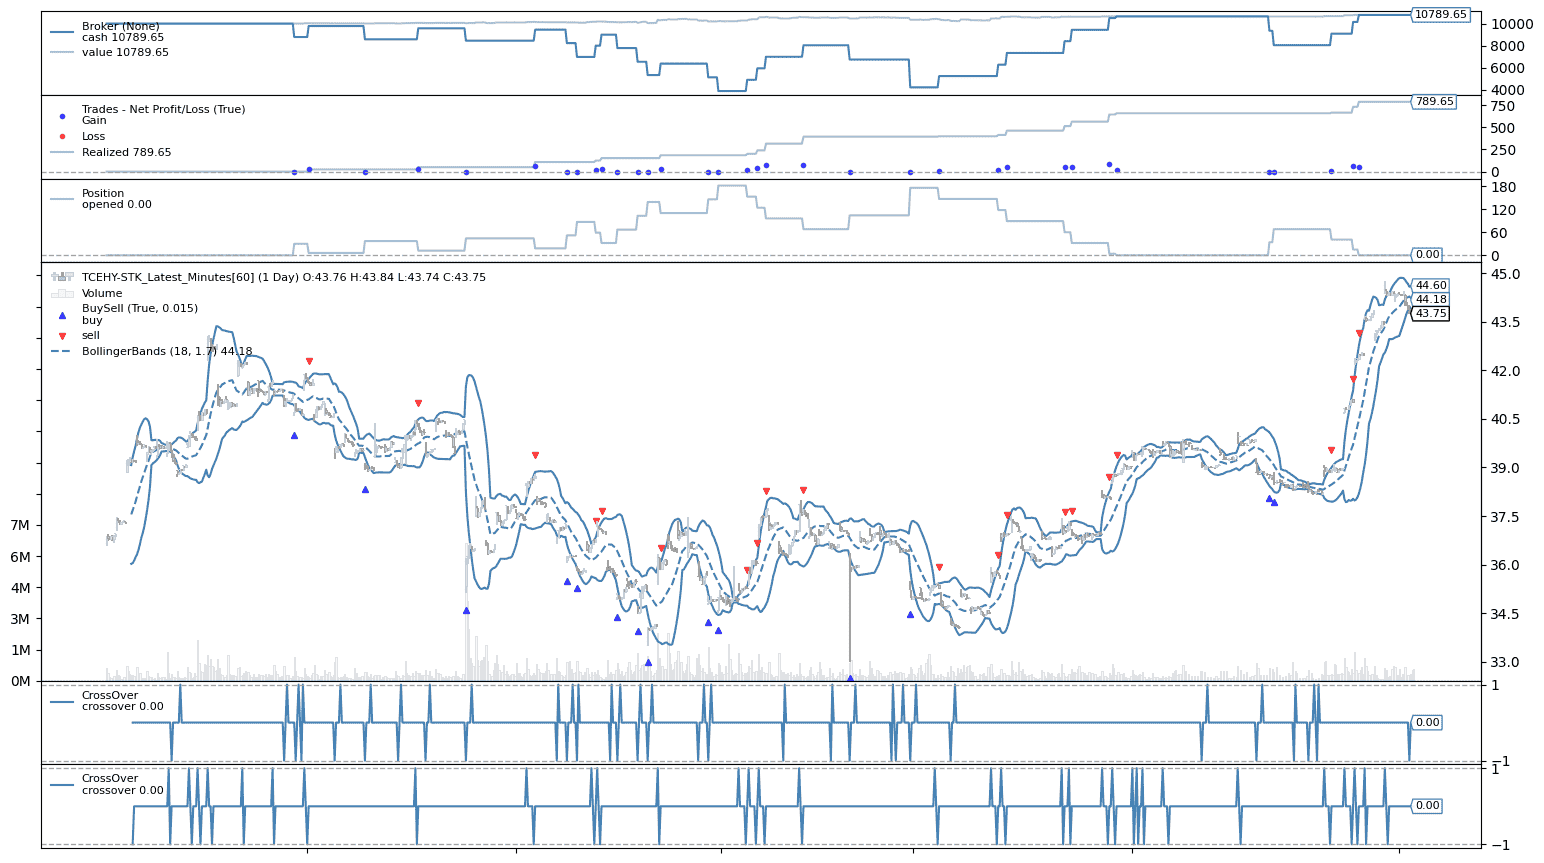 Broker (None)
cash 10789.65
value 10789.65
10789.65
10000
8000
6000
4000
Trades - Net Profit/Loss (True)
Gain
Loss
Realized 789.65
789.65
750
500
250
0
Position
opened 0.00
180
120
60
0
0.00
TCEHY-STK_Latest_Minutes[60] (1 Day) O:43.76 H:43.84 L:43.74 C:43.75
Volume
BuySell (True, 0.015)
buy
sell
BollingerBands (18, 1.7) 44.18
44.60
44.18
43.75
45.0
43.5
42.0
40.5
39.0
37.5
36.0
34.5
33.0
7M
6M
4M
3M
1M
0M
CrossOver
crossover 0.00
1
0.00
−1
CrossOver
crossover 0.00
1
0.00
−1